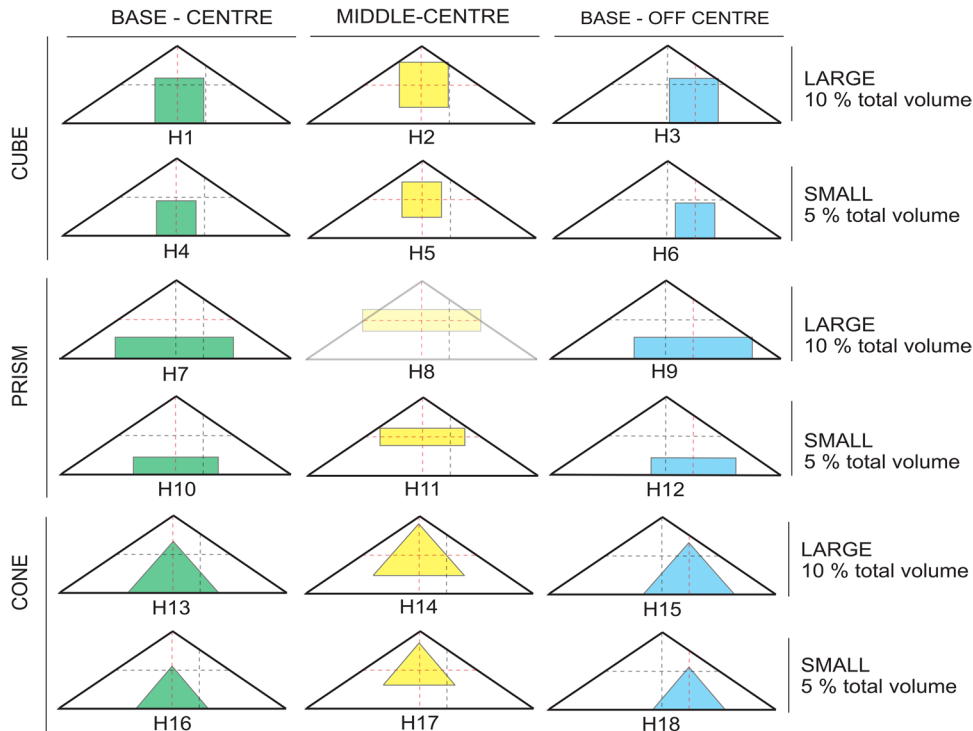 BASE - CENTRE
MIDDLE-CENTRE
BASE - OFF CENTRE
CUBE
H1
H2
H3
LARGE
10 % total volume
H4
H5
H6
SMALL
5 % total volume
PRISM
H7
H8
H9
LARGE
10 % total volume
H10
H11
H12
SMALL
5 % total volume
CONE
H13
H14
H15
LARGE
10 % total volume
H16
H17
H18
SMALL
5 % total volume